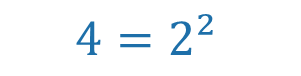 4 = 2²